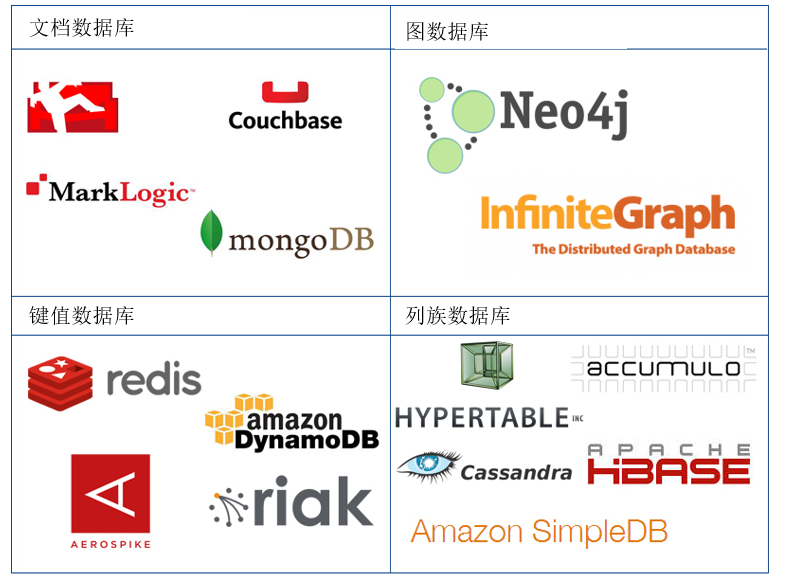 文档数据库
图数据库
Couchbase
MarkLogic™
mongoDB
Neo4j
InfiniteGraph
The Distributed Graph Database
键值数据库
列族数据库
redis
amazon
DynamoDB
AEROSPIKE
riak
accumulo™
HYPERTABLE INC
Cassandra
APACHE
HBASE
Amazon SimpleDB